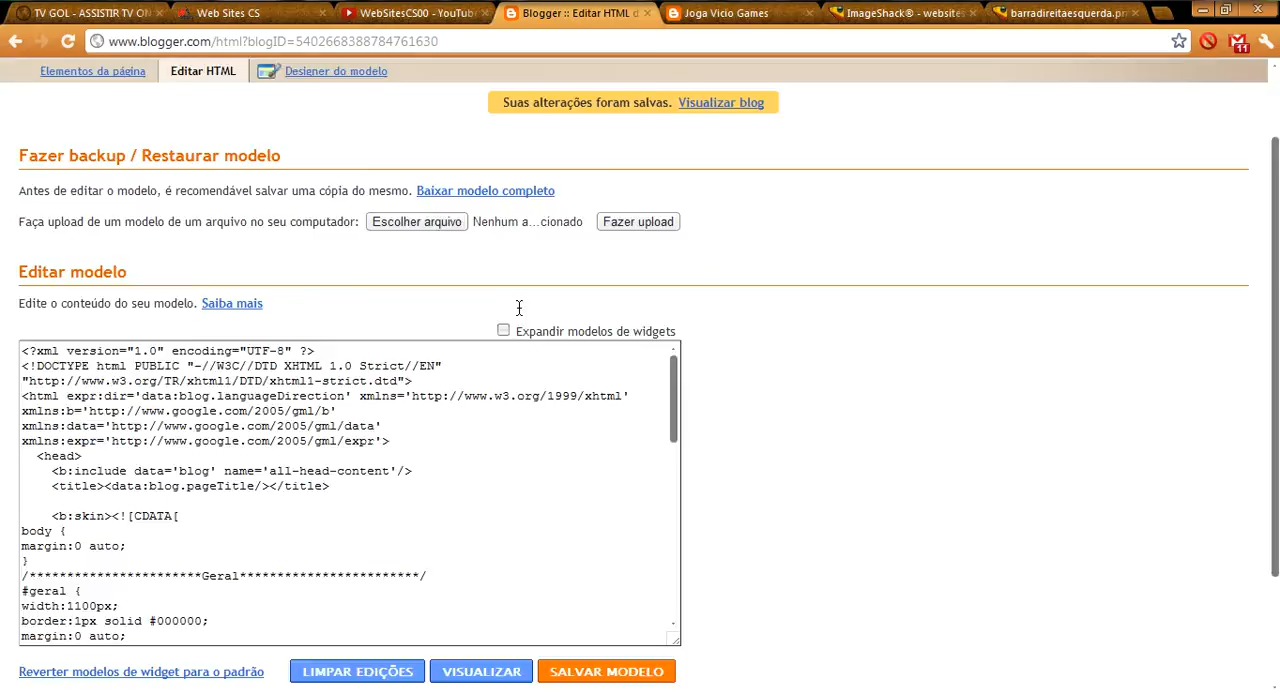 TV GOL - ASSISTIR TV ON
Web Sites CS
WebSitesCS00 - YouTub
Blogger :: Editar HTML d
Joga Vicio Games
ImageShack® - website
barradireitaesquerda.pn
www.blogger.com/html?blogID=5402668388784761630
11
Elementos da página
Editar HTML
Designer do modelo
Suas alterações foram salvas. Visualizar blog
Fazer backup / Restaurar modelo
Antes de editar o modelo, é recomendável salvar uma cópia do mesmo. Baixar modelo completo
Faça upload de um modelo de um arquivo no seu computador: Escolher arquivo Nenhum a...cionado Fazer upload
Editar modelo
Edite o conteúdo do seu modelo. Saiba mais
Expandir modelos de widgets
<?xml version="1.0" encoding="UTF-8" ?>
<!DOCTYPE html PUBLIC "-//W3C//DTD XHTML 1.0 Strict//EN"
"http://www.w3.org/TR/xhtml1/DTD/xhtml1-strict.dtd">
<html expr:dir='data:blog.languageDirection' xmlns='http://www.w3.org/1999/xhtml'
xmlns:b='http://www.google.com/2005/gml/b'
xmlns:data='http://www.google.com/2005/gml/data'
xmlns:expr='http://www.google.com/2005/gml/expr'>
<head>
<b:include data='blog' name='all-head-content'/>
<title><data:blog.pageTitle/></title>
<b:skin><![CDATA[
body {
margin:0 auto;
}
/***********************Geral************************/
#geral {
width:1100px;
border:1px solid #000000;
margin:0 auto;
Reverter modelos de widget para o padrão
LIMPAR EDIÇÕES
VISUALIZAR
SALVAR MODELO